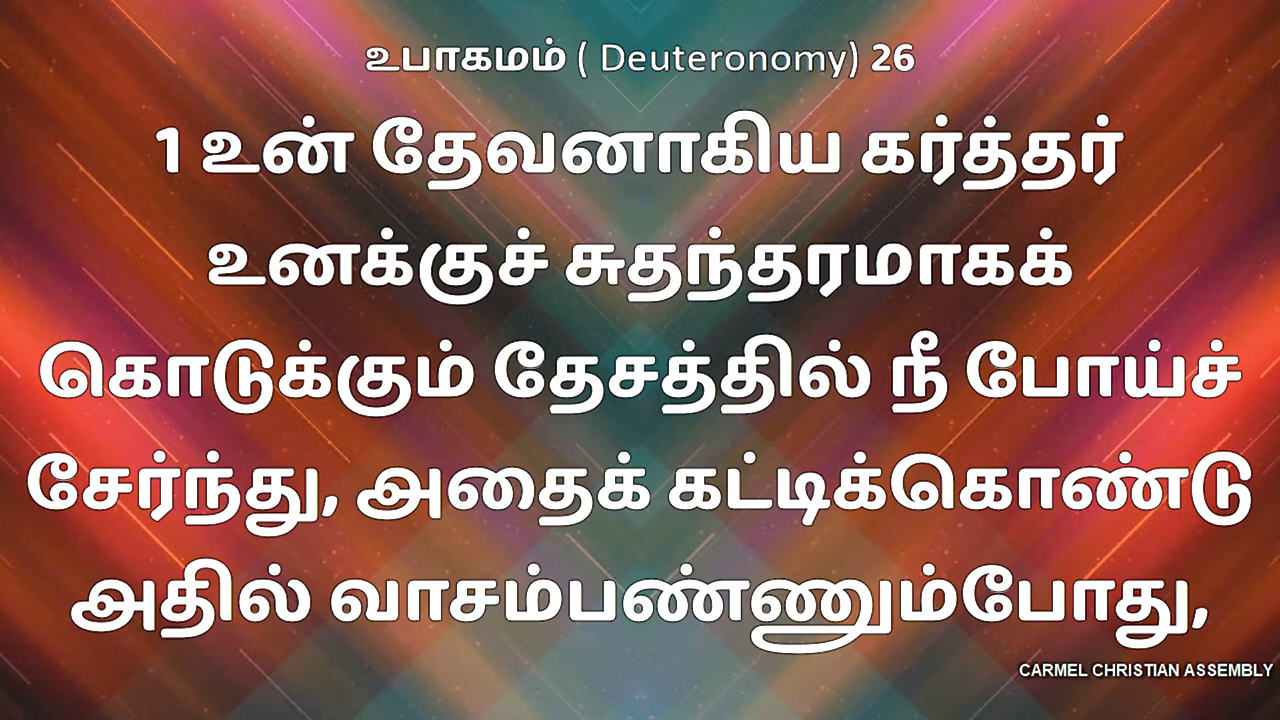 உபாகமம் ( Deuteronomy) 26
1 உன் தேவனாகிய கர்த்தர்
உனக்குச் சுதந்தரமாகக்
கொடுக்கும் தேசத்தில் நீ போய்ச்
சேர்ந்து, அதைக் கட்டிக்கொண்டு
அதில் வாசம்பண்ணும்போது,
CARMEL CHRISTIAN ASSEMBLY